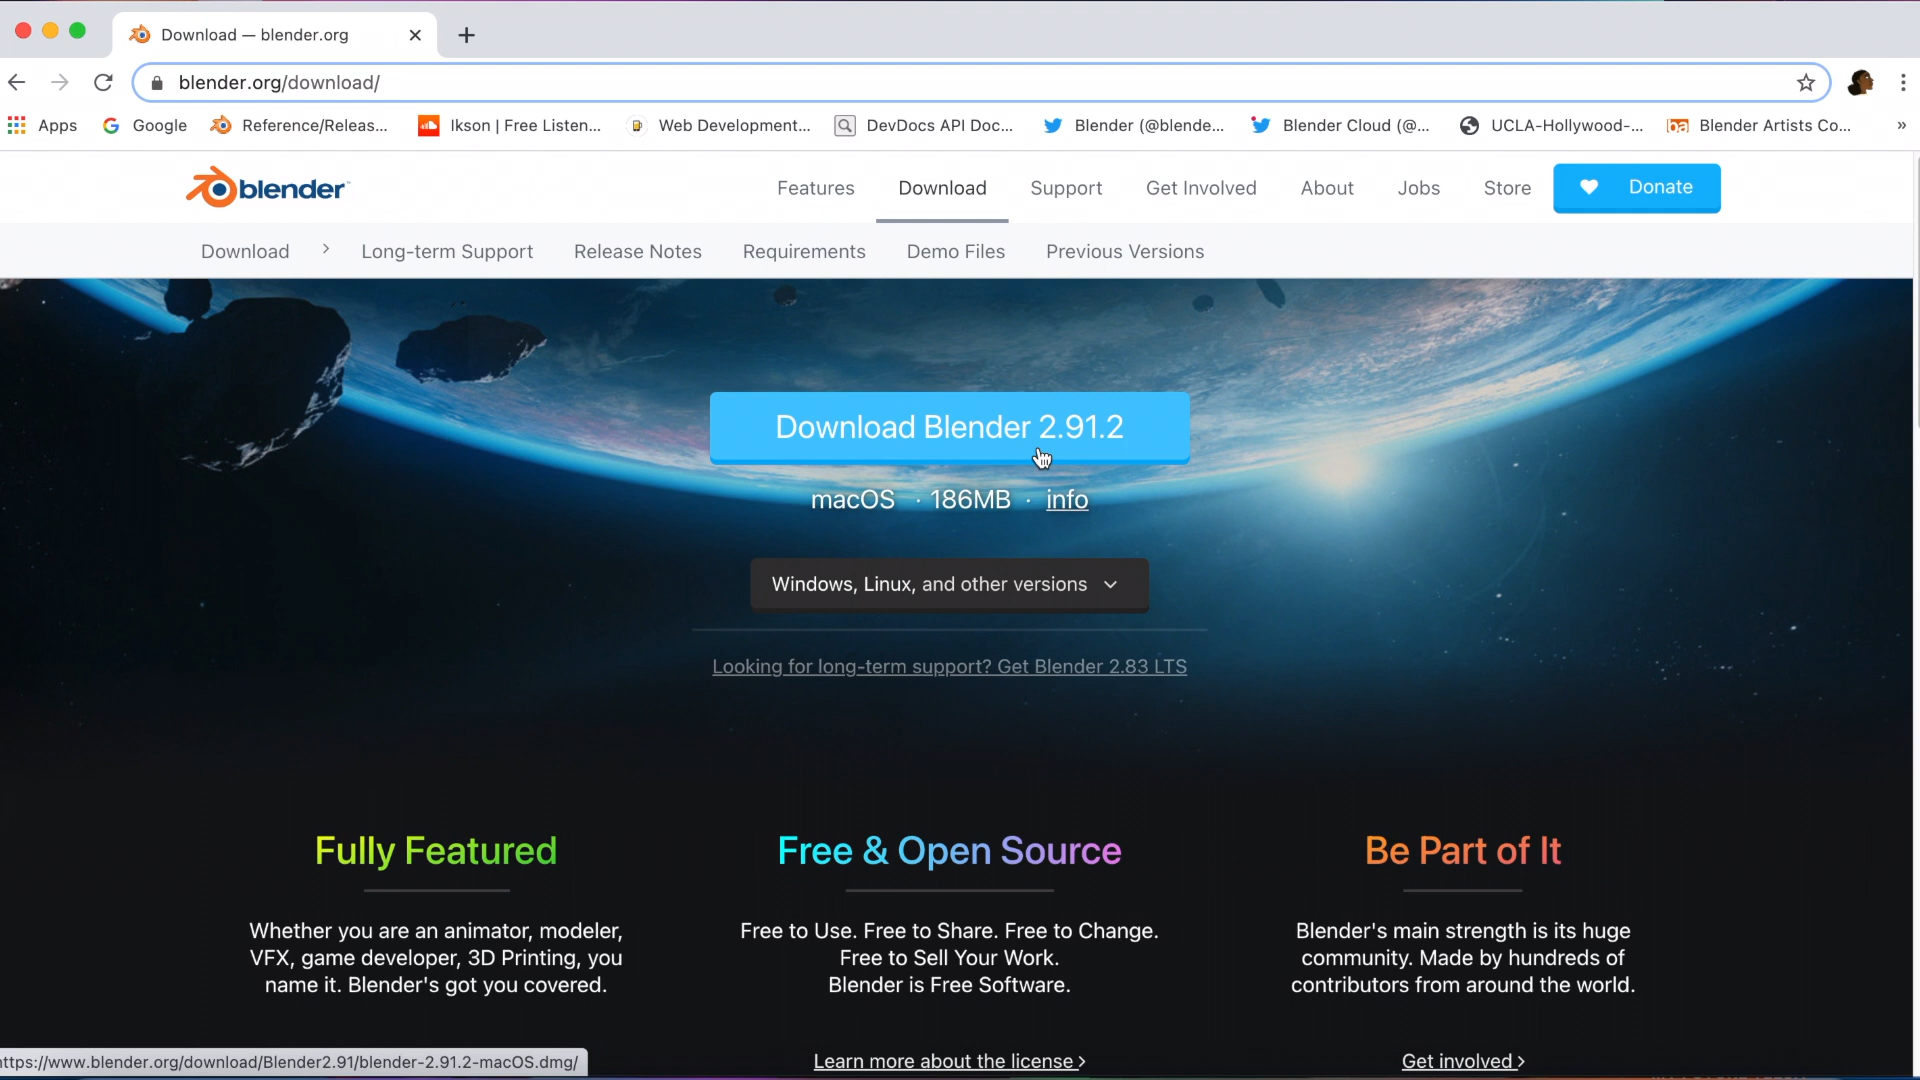 Download — blender.org
blender.org/download/
Apps Google Reference/Releas... Ikson | Free Listen... Web Development... DevDocs API Doc... Blender (@blende... Blender Cloud (@... UCLA-Hollywood-... Blender Artists Co... »
blender Features Download Support Get Involved About Jobs Store Donate
Download Long-term Support Release Notes Requirements Demo Files Previous Versions
Download Blender 2.91.2
macOS · 186MB · info
Windows, Linux, and other versions
Looking for long-term support? Get Blender 2.83 LTS
Fully Featured
Whether you are an animator, modeler,
VFX, game developer, 3D Printing, you
name it. Blender's got you covered.
Free & Open Source
Free to Use. Free to Share. Free to Change.
Free to Sell Your Work.
Blender is Free Software.
Learn more about the license
Be Part of It
Blender's main strength is its huge
community. Made by hundreds of
contributors from around the world.
Get involved
ttps://www.blender.org/download/Blender2.91/blender-2.91.2-macOS.dmg/